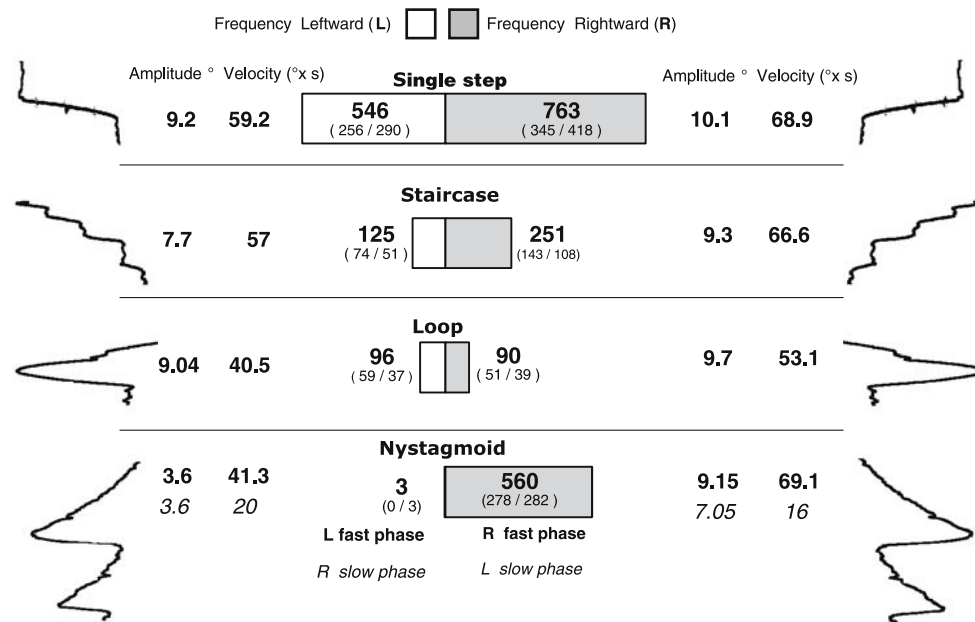 Frequency Leftward (L) Frequency Rightward (R)
Amplitude ° Velocity (°x s) Single step Amplitude ° Velocity (°x s)
9.2 59.2 546 763 10.1 68.9
( 256 / 290 ) ( 345 / 418 )
Staircase
7.7 57 125 251 9.3 66.6
( 74 / 51 ) (143 / 108)
Loop
9.04 40.5 96 90 9.7 53.1
( 59 / 37 ) ( 51 / 39 )
Nystagmoid
3.6 41.3 3 560 9.15 69.1
3.6 20 (0 / 3) (278 / 282 ) 7.05 16
L fast phase R fast phase
R slow phase L slow phase